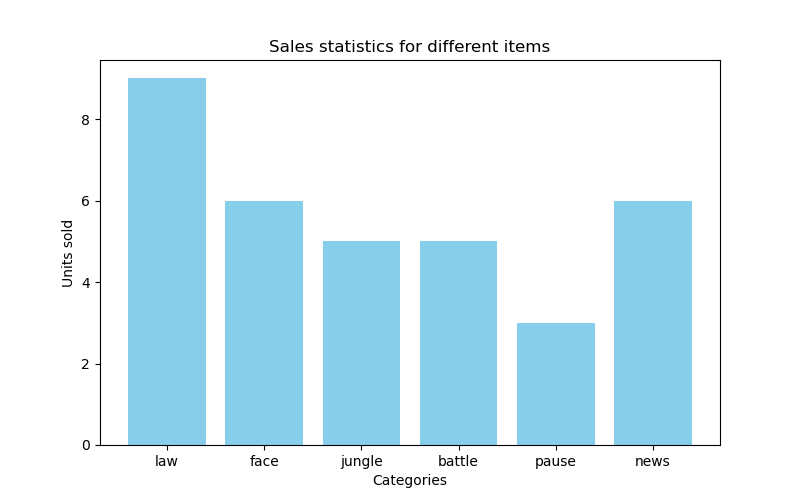 Sales statistics for different items
Units sold
8
6
4
2
0
law face jungle battle pause news
Categories